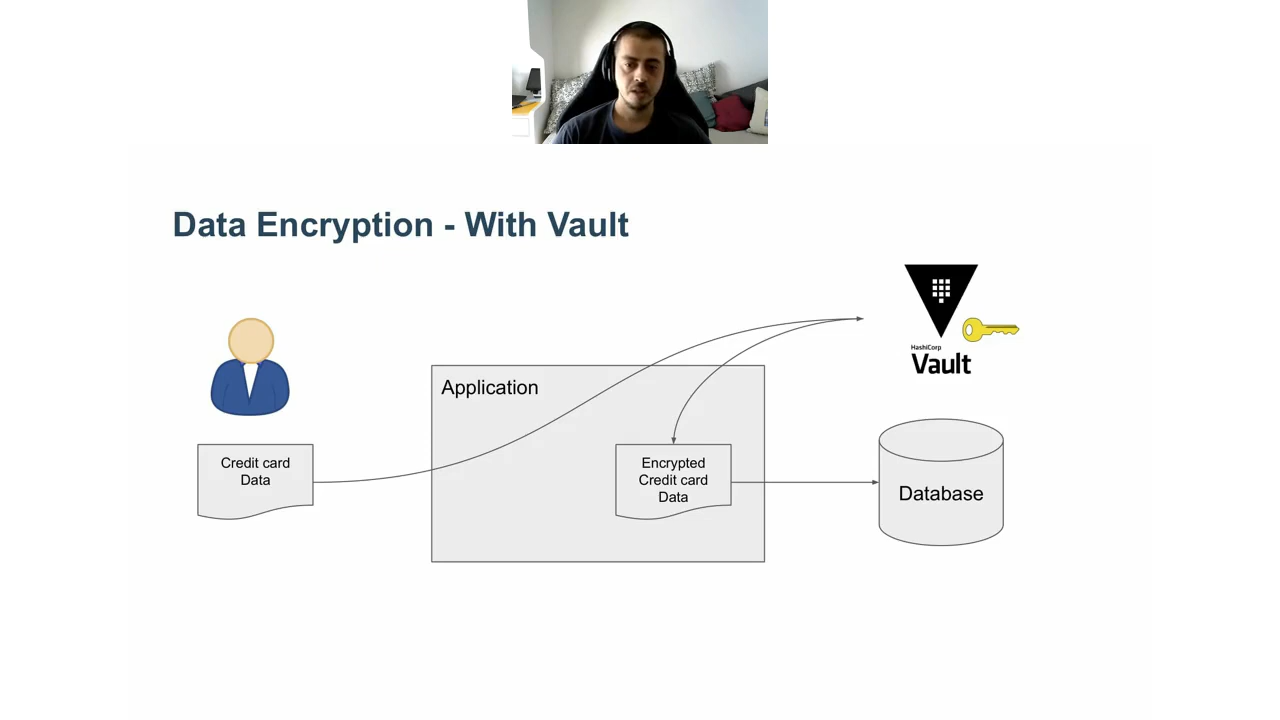 Data Encryption - With Vault
HashiCorp
Vault
Application
Credit card
Data
Encrypted
Credit card
Data
Database